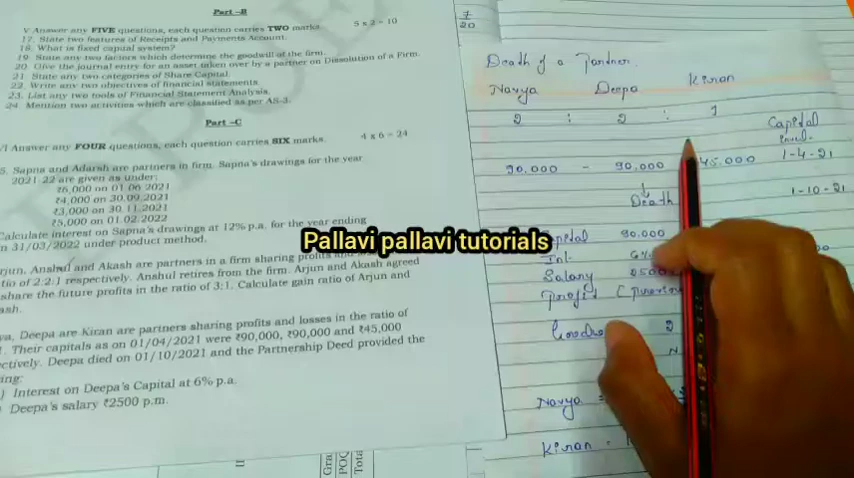 Part-B
V Answer any FIVE questions, each question carries TWO marks. 5 x 2 = 10
17. State two features of Receipts and Payments Account.
18. What is fixed capital system?
19 State any two factors which determine the goodwill of the firm.
20 Give the journal entry for an asset taken over by a partner on Dissolution of a Firm.
21 State any two categories of Share Capital.
22. Write any two objectives of financial statements
23. List any two tools of Financial Statement Analysis.
24. Mention two activities which are classified as per AS-3.
Part-C
I Answer any FOUR questions, each question carries SIX marks. 4 x 6 = 24
5. Sapna and Adarsh are partners in firm. Sapna's drawings for the year
2021-22 are given as under:
₹6,000 on 01.06.2021
₹4,000 on 30.09.2021
₹3,000 on 30.11.2021
₹5,000 on 01.02.2022
Calculate interest on Sapna's drawings at 12% p.a. for the year ending
n 31/03/2022 under product method.
rjun, Anshul and Akash are partners in a firm sharing profits and
tio of 2:2:1 respectively. Anshul retires from the firm. Arjun and Akash agreed
share the future profits in the ratio of 3:1. Calculate gain ratio of Arjun and
ash.
va, Deepa are Kiran are partners sharing profits and losses in the ratio of
1. Their capitals as on 01/04/2021 were ₹90,000, ₹90,000 and ₹45,000
ectively. Deepa died on 01/10/2021 and the Partnership Deed provided the
ing:
) Interest on Deepa's Capital at 6% p.a.
) Deepa's salary ₹2500 p.m.
7
20
Death of a Partner.
Navya Deepa Kiran
2 : 2 : 1
Capital
90.000 - 90.000 45.000 1-4-21
Death 1-10-21
90.000
Int. 6%
Salary 2500
Profit (previous
2
Navya =
Kiran =
Pallavi pallavi tutorials